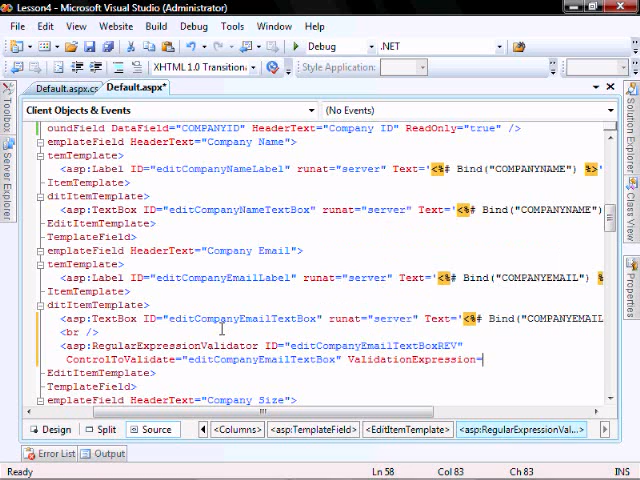 Lesson4 - Microsoft Visual Studio (Administrator)
File Edit View Insert Project Build Debug Tools Window Help
Debug .NET
XHTML 1.0 Transition Style Application:
Default.aspx.cs Default.aspx*
Client Objects & Events (No Events)
oundField DataField="COMPANYID" HeaderText="Company ID" ReadOnly="true" />
emplateField HeaderText="Company Name">
temTemplate>
<asp:Label ID="editCompanyNameLabel" runat="server" Text='<%# Bind("COMPANYNAME") %>'
ItemTemplate>
ditItemTemplate>
<asp:TextBox ID="editCompanyNameTextBox" runat="server" Text='<%# Bind("COMPANYNAME")
EditItemTemplate>
TemplateField>
emplateField HeaderText="Company Email">
temTemplate>
<asp:Label ID="editCompanyEmailLabel" runat="server" Text='<%# Bind("COMPANYEMAIL") %
ItemTemplate>
ditItemTemplate>
<asp:TextBox ID="editCompanyEmailTextBox" runat="server" Text='<%# Bind("COMPANYEMAIL
<br />
<asp:RegularExpressionValidator ID="editCompanyEmailTextBoxREV"
ControlToValidate="editCompanyEmailTextBox" ValidationExpression=
EditItemTemplate>
TemplateField>
emplateField HeaderText="Company Size">
Design Split Source <Columns> <asp:TemplateField> <EditItemTemplate> <asp:RegularExpressionVal...>
Error List Output
Ready Ln 58 Col 83 Ch 83 INS
Toolbox
Server Explorer
Solution Explorer
Class View
Properties